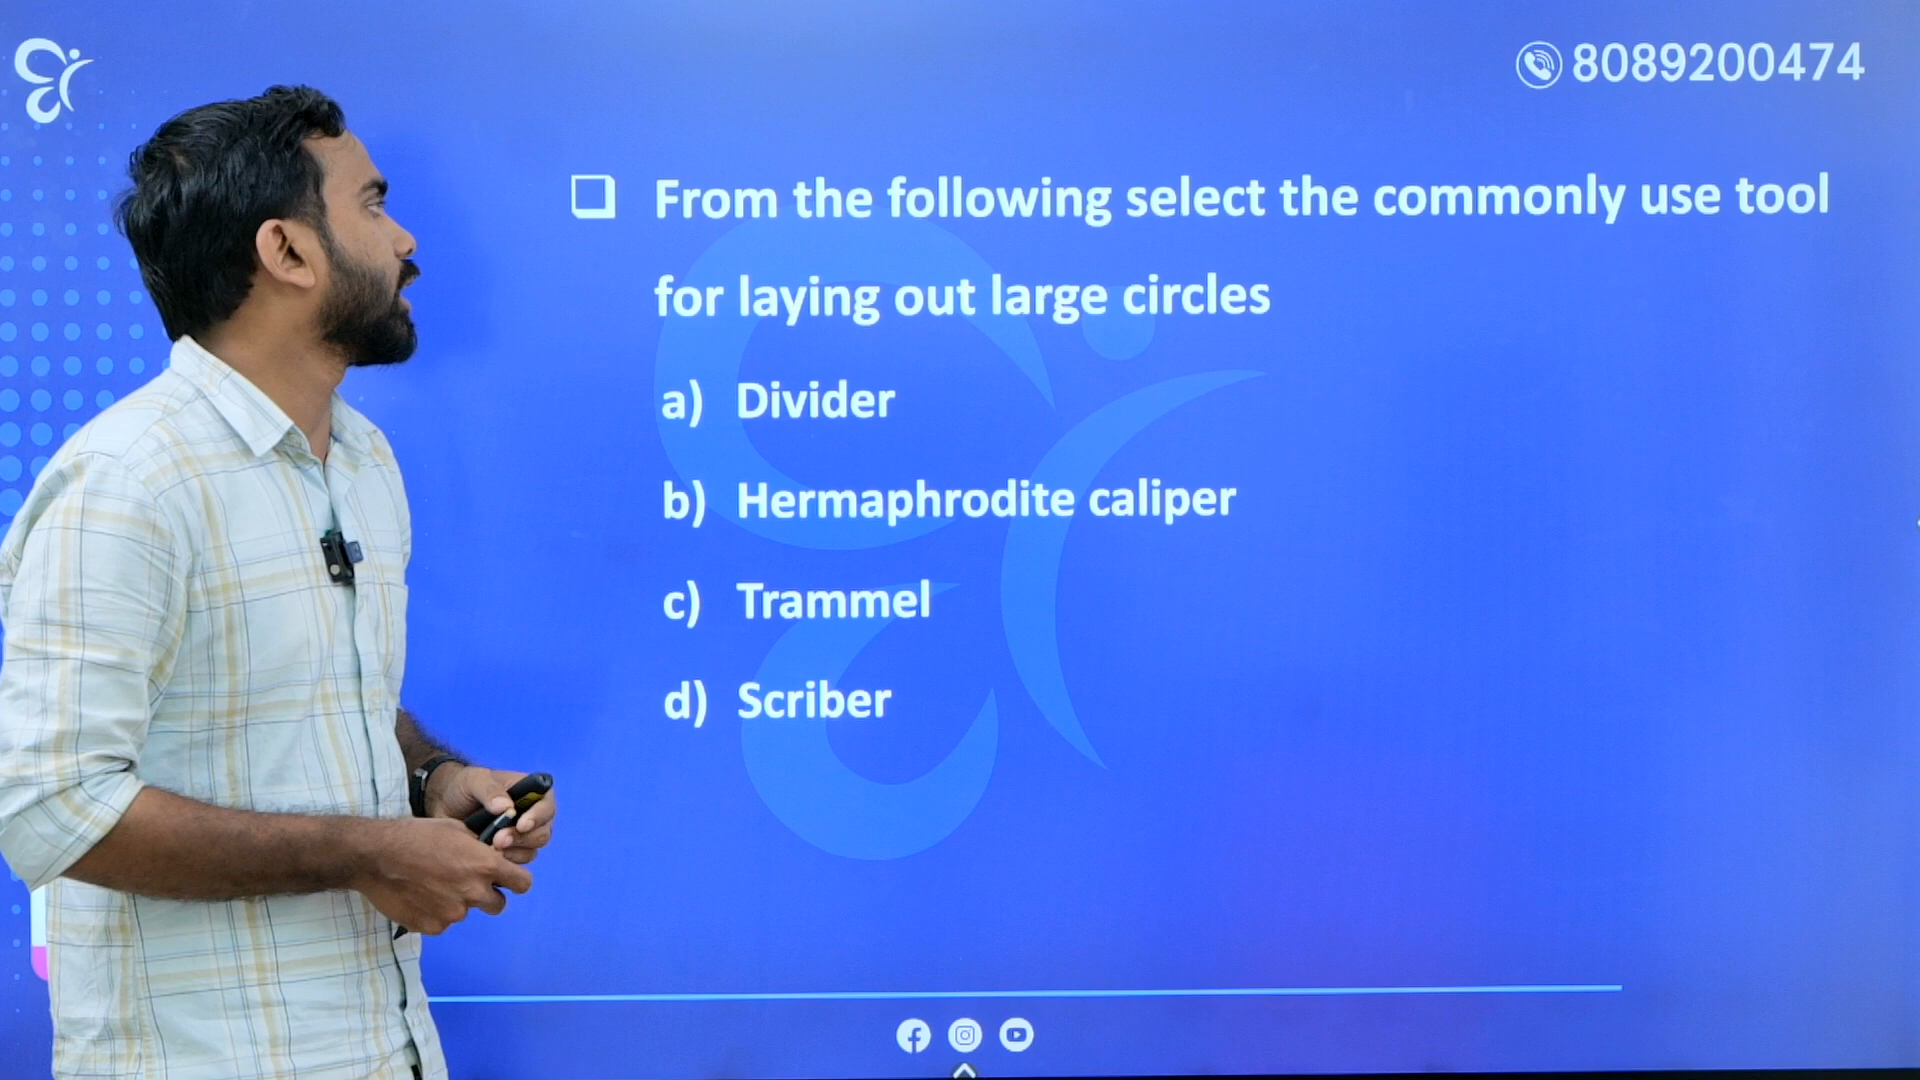 8089200474
❑ From the following select the commonly use tool
for laying out large circles
a) Divider
b) Hermaphrodite caliper
c) Trammel
d) Scriber